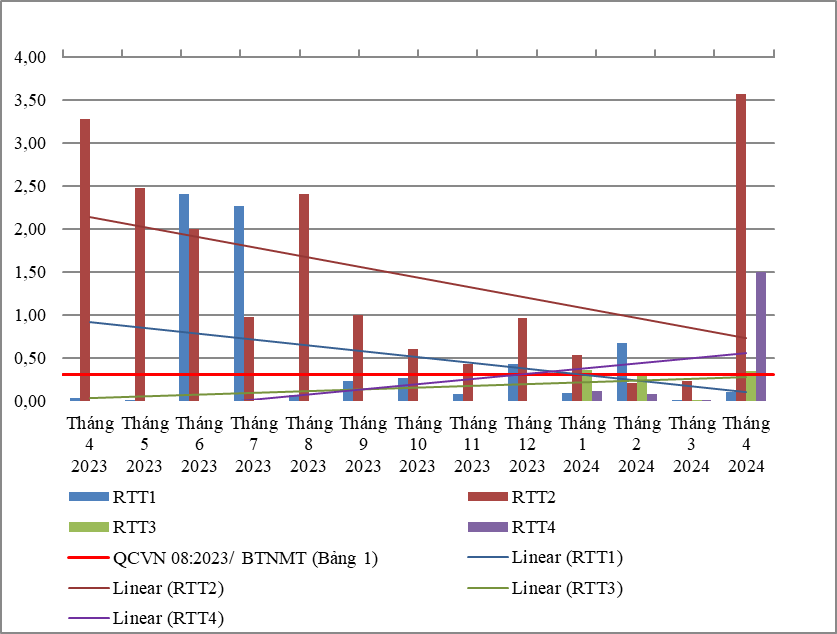 4,00
3,50
3,00
2,50
2,00
1,50
1,00
0,50
0,00
Tháng Tháng Tháng Tháng Tháng Tháng Tháng Tháng Tháng Tháng Tháng Tháng Tháng
4 5 6 7 8 9 10 11 12 1 2 3 4
2023 2023 2023 2023 2023 2023 2023 2023 2023 2024 2024 2024 2024
RTT1 RTT2
RTT3 RTT4
QCVN 08:2023/ BTNMT (Bảng 1) Linear (RTT1)
Linear (RTT2) Linear (RTT3)
Linear (RTT4)